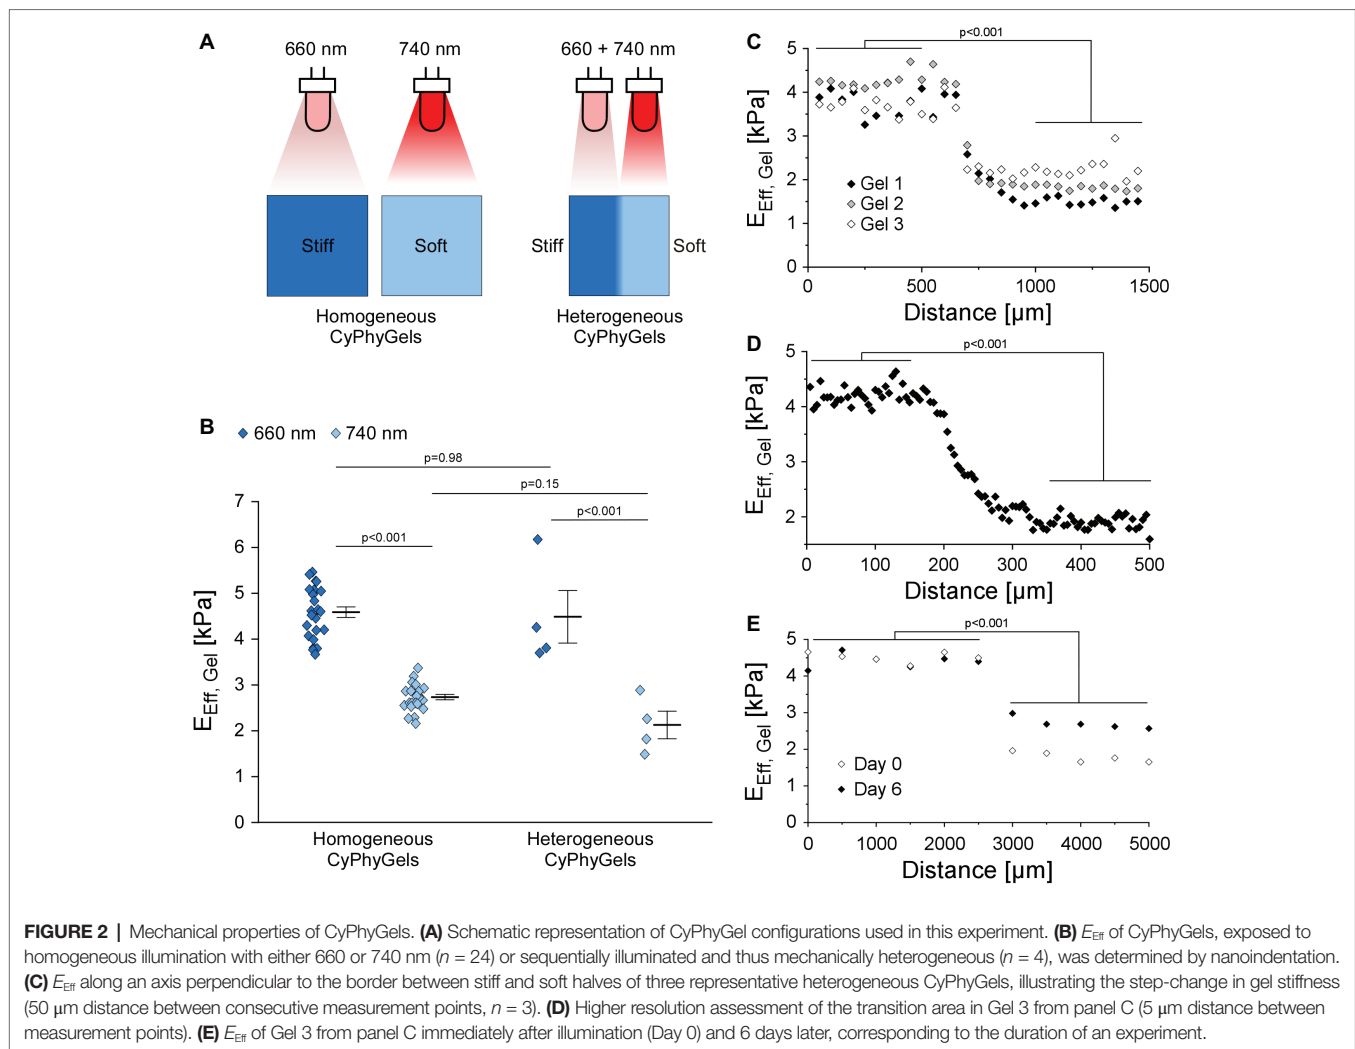 A
660 nm
740 nm
660 + 740 nm
Stiff
Soft
Stiff
Soft
Homogeneous
CyPhyGels
Heterogeneous
CyPhyGels
B
660 nm
740 nm
p=0.98
p=0.15
p<0.001
p<0.001
E Eff, Gel [kPa]
7
6
5
4
3
2
1
0
Homogeneous
CyPhyGels
Heterogeneous
CyPhyGels
C
p<0.001
E Eff, Gel [kPa]
5
4
3
2
1
0
Gel 1
Gel 2
Gel 3
0 500 1000 1500
Distance [µm]
D
p<0.001
E Eff, Gel [kPa]
5
4
3
2
0 100 200 300 400 500
Distance [µm]
E
p<0.001
E Eff, Gel [kPa]
5
4
3
2
1
0
Day 0
Day 6
0 1000 2000 3000 4000 5000
Distance [µm]
FIGURE 2 | Mechanical properties of CyPhyGels. (A) Schematic representation of CyPhyGel configurations used in this experiment. (B) E Eff of CyPhyGels, exposed to
homogeneous illumination with either 660 or 740 nm (n = 24) or sequentially illuminated and thus mechanically heterogeneous (n = 4), was determined by nanoindentation.
(C) E Eff along an axis perpendicular to the border between stiff and soft halves of three representative heterogeneous CyPhyGels, illustrating the step-change in gel stiffness
(50 µm distance between consecutive measurement points, n = 3). (D) Higher resolution assessment of the transition area in Gel 3 from panel C (5 µm distance between
measurement points). (E) E Eff of Gel 3 from panel C immediately after illumination (Day 0) and 6 days later, corresponding to the duration of an experiment.